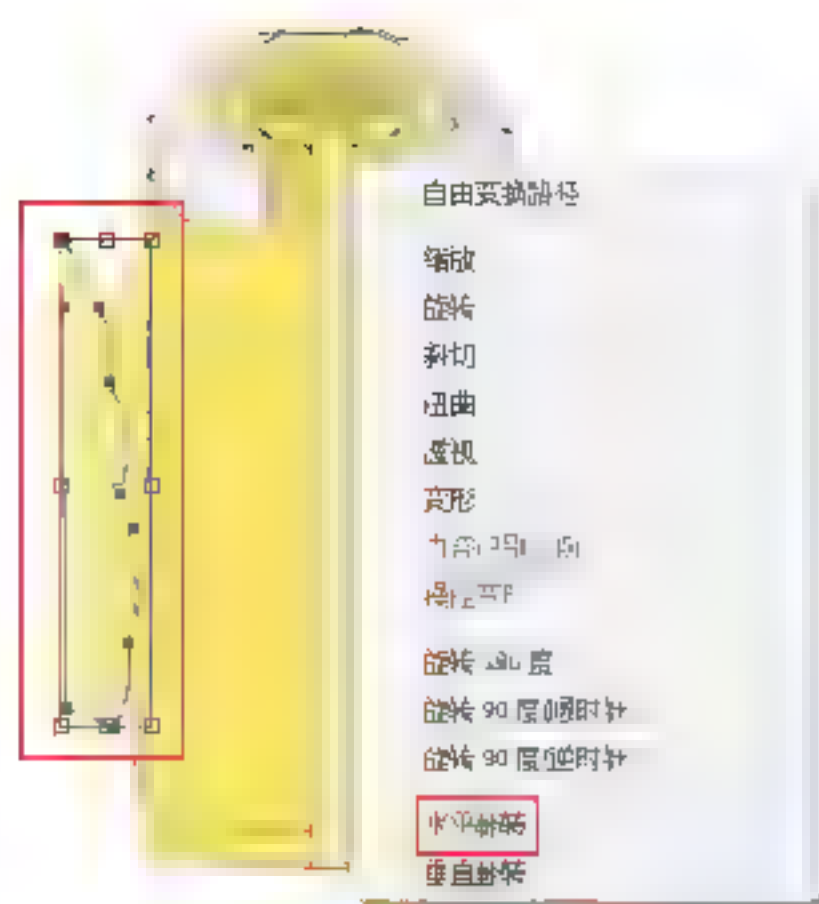 自由变换路径
缩放
旋转
斜切
扭曲
透视
变形
旋转
旋转 90 度顺时针
旋转 90 度逆时针
水平翻转
垂直翻转